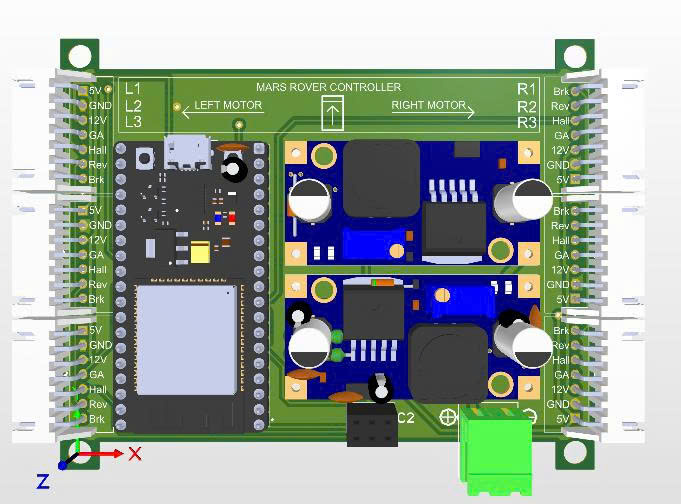 MARS ROVER CONTROLLER
L1
L2
L3
LEFT MOTOR
RIGHT MOTOR
R1
R2
R3
5V
GND
12V
GA
Hall
Rev
Brk
5V
GND
12V
GA
Hall
Rev
Brk
5V
GND
12V
GA
Hall
Rev
Brk
Brk
Rev
Hall
GA
12V
GND
5V
Brk
Rev
Hall
GA
12V
GND
5V
Brk
Rev
Hall
GA
12V
GND
5V
C2
X
Z